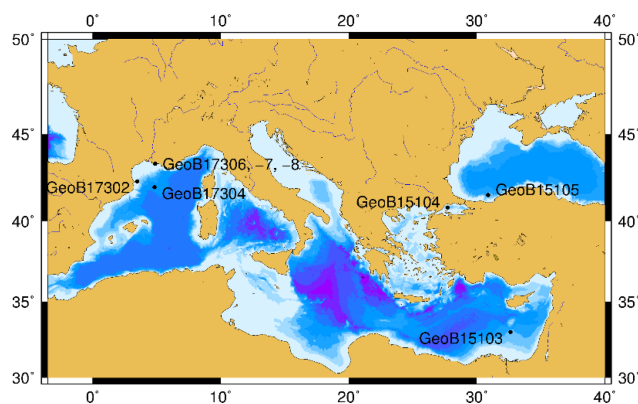 0˚ 10˚ 20˚ 30˚ 40˚
50˚ 50˚
45˚ 45˚
GeoB17306, −7, −8
GeoB17302
GeoB17304
GeoB15105
GeoB15104
40˚ 40˚
35˚ 35˚
GeoB15103
30˚ 30˚
0˚ 10˚ 20˚ 30˚ 40˚